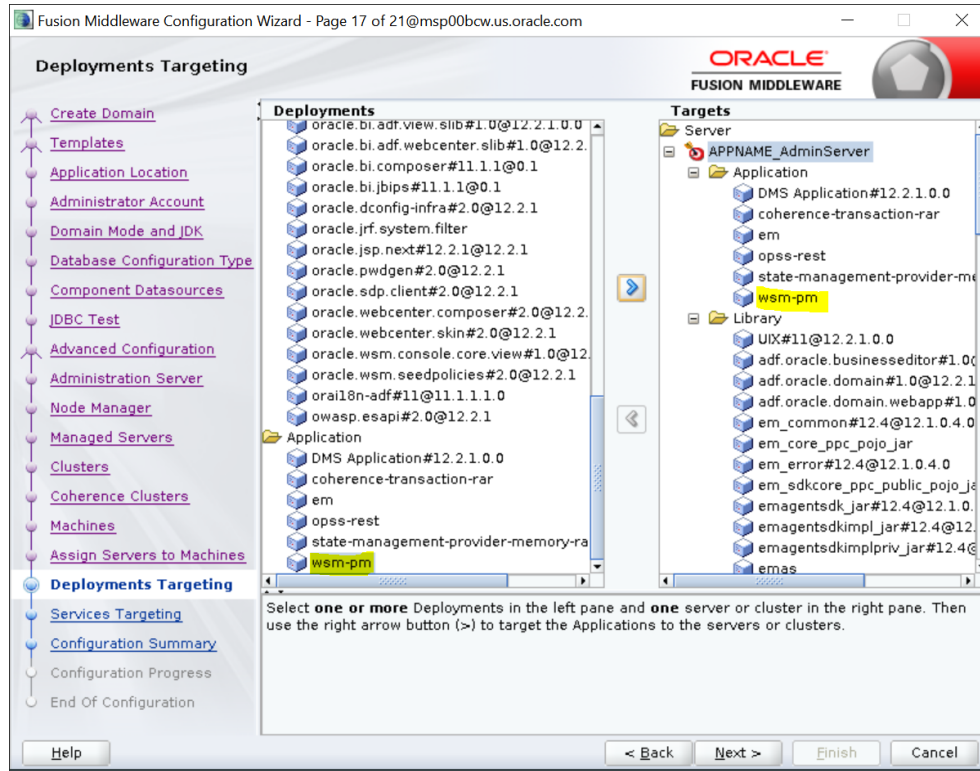 Fusion Middleware Configuration Wizard - Page 17 of 21@msp00bcw.us.oracle.com
Deployments Targeting
ORACLE
FUSION MIDDLEWARE
Create Domain
Templates
Application Location
Administrator Account
Domain Mode and JDK
Database Configuration Type
Component Datasources
JDBC Test
Advanced Configuration
Administration Server
Node Manager
Managed Servers
Clusters
Coherence Clusters
Machines
Assign Servers to Machines
Deployments Targeting
Services Targeting
Configuration Summary
Configuration Progress
End Of Configuration
Deployments
oracle.bi.adf.view.slib#1.0@12.2.1.0.0
oracle.bi.adf.webcenter.slib#1.0@12.2.
oracle.bi.composer#11.1.1@0.1
oracle.bi.jbips#11.1.1@0.1
oracle.dconfig-infra#2.0@12.2.1
oracle.jrf.system.filter
oracle.jsp.next#12.2.1@12.2.1
oracle.pwdgen#2.0@12.2.1
oracle.sdp.client#2.0@12.2.1
oracle.webcenter.composer#2.0@12.2.
oracle.webcenter.skin#2.0@12.2.1
oracle.wsm.console.core.view#1.0@12.
oracle.wsm.seedpolicies#2.0@12.2.1
orai18n-adf#11@11.1.1.1.0
owasp.esapi#2.0@12.2.1
Application
DMS Application#12.2.1.0.0
coherence-transaction-rar
em
opss-rest
state-management-provider-memory-ra
wsm-pm
Targets
Server
APPNAME_AdminServer
Application
DMS Application#12.2.1.0.0
coherence-transaction-rar
em
opss-rest
state-management-provider-me
wsm-pm
Library
UIX#11@12.2.1.0.0
adf.oracle.businesseditor#1.0
adf.oracle.domain#1.0@12.2.1
adf.oracle.domain.webapp#1.0
em_common#12.4@12.1.0.4.0
em_core_ppc_pojo_jar
em_error#12.4@12.1.0.4.0
em_sdkcore_ppc_public_pojo_ja
emagentsdk_jar#12.4@12.1.0.
emagentsdkimpl_jar#12.4@12.
emagentsdkimplpriv_jar#12.4@
emas
Select one or more Deployments in the left pane and one server or cluster in the right pane. Then
use the right arrow button (>) to target the Applications to the servers or clusters.
Help
< Back
Next >
Finish
Cancel